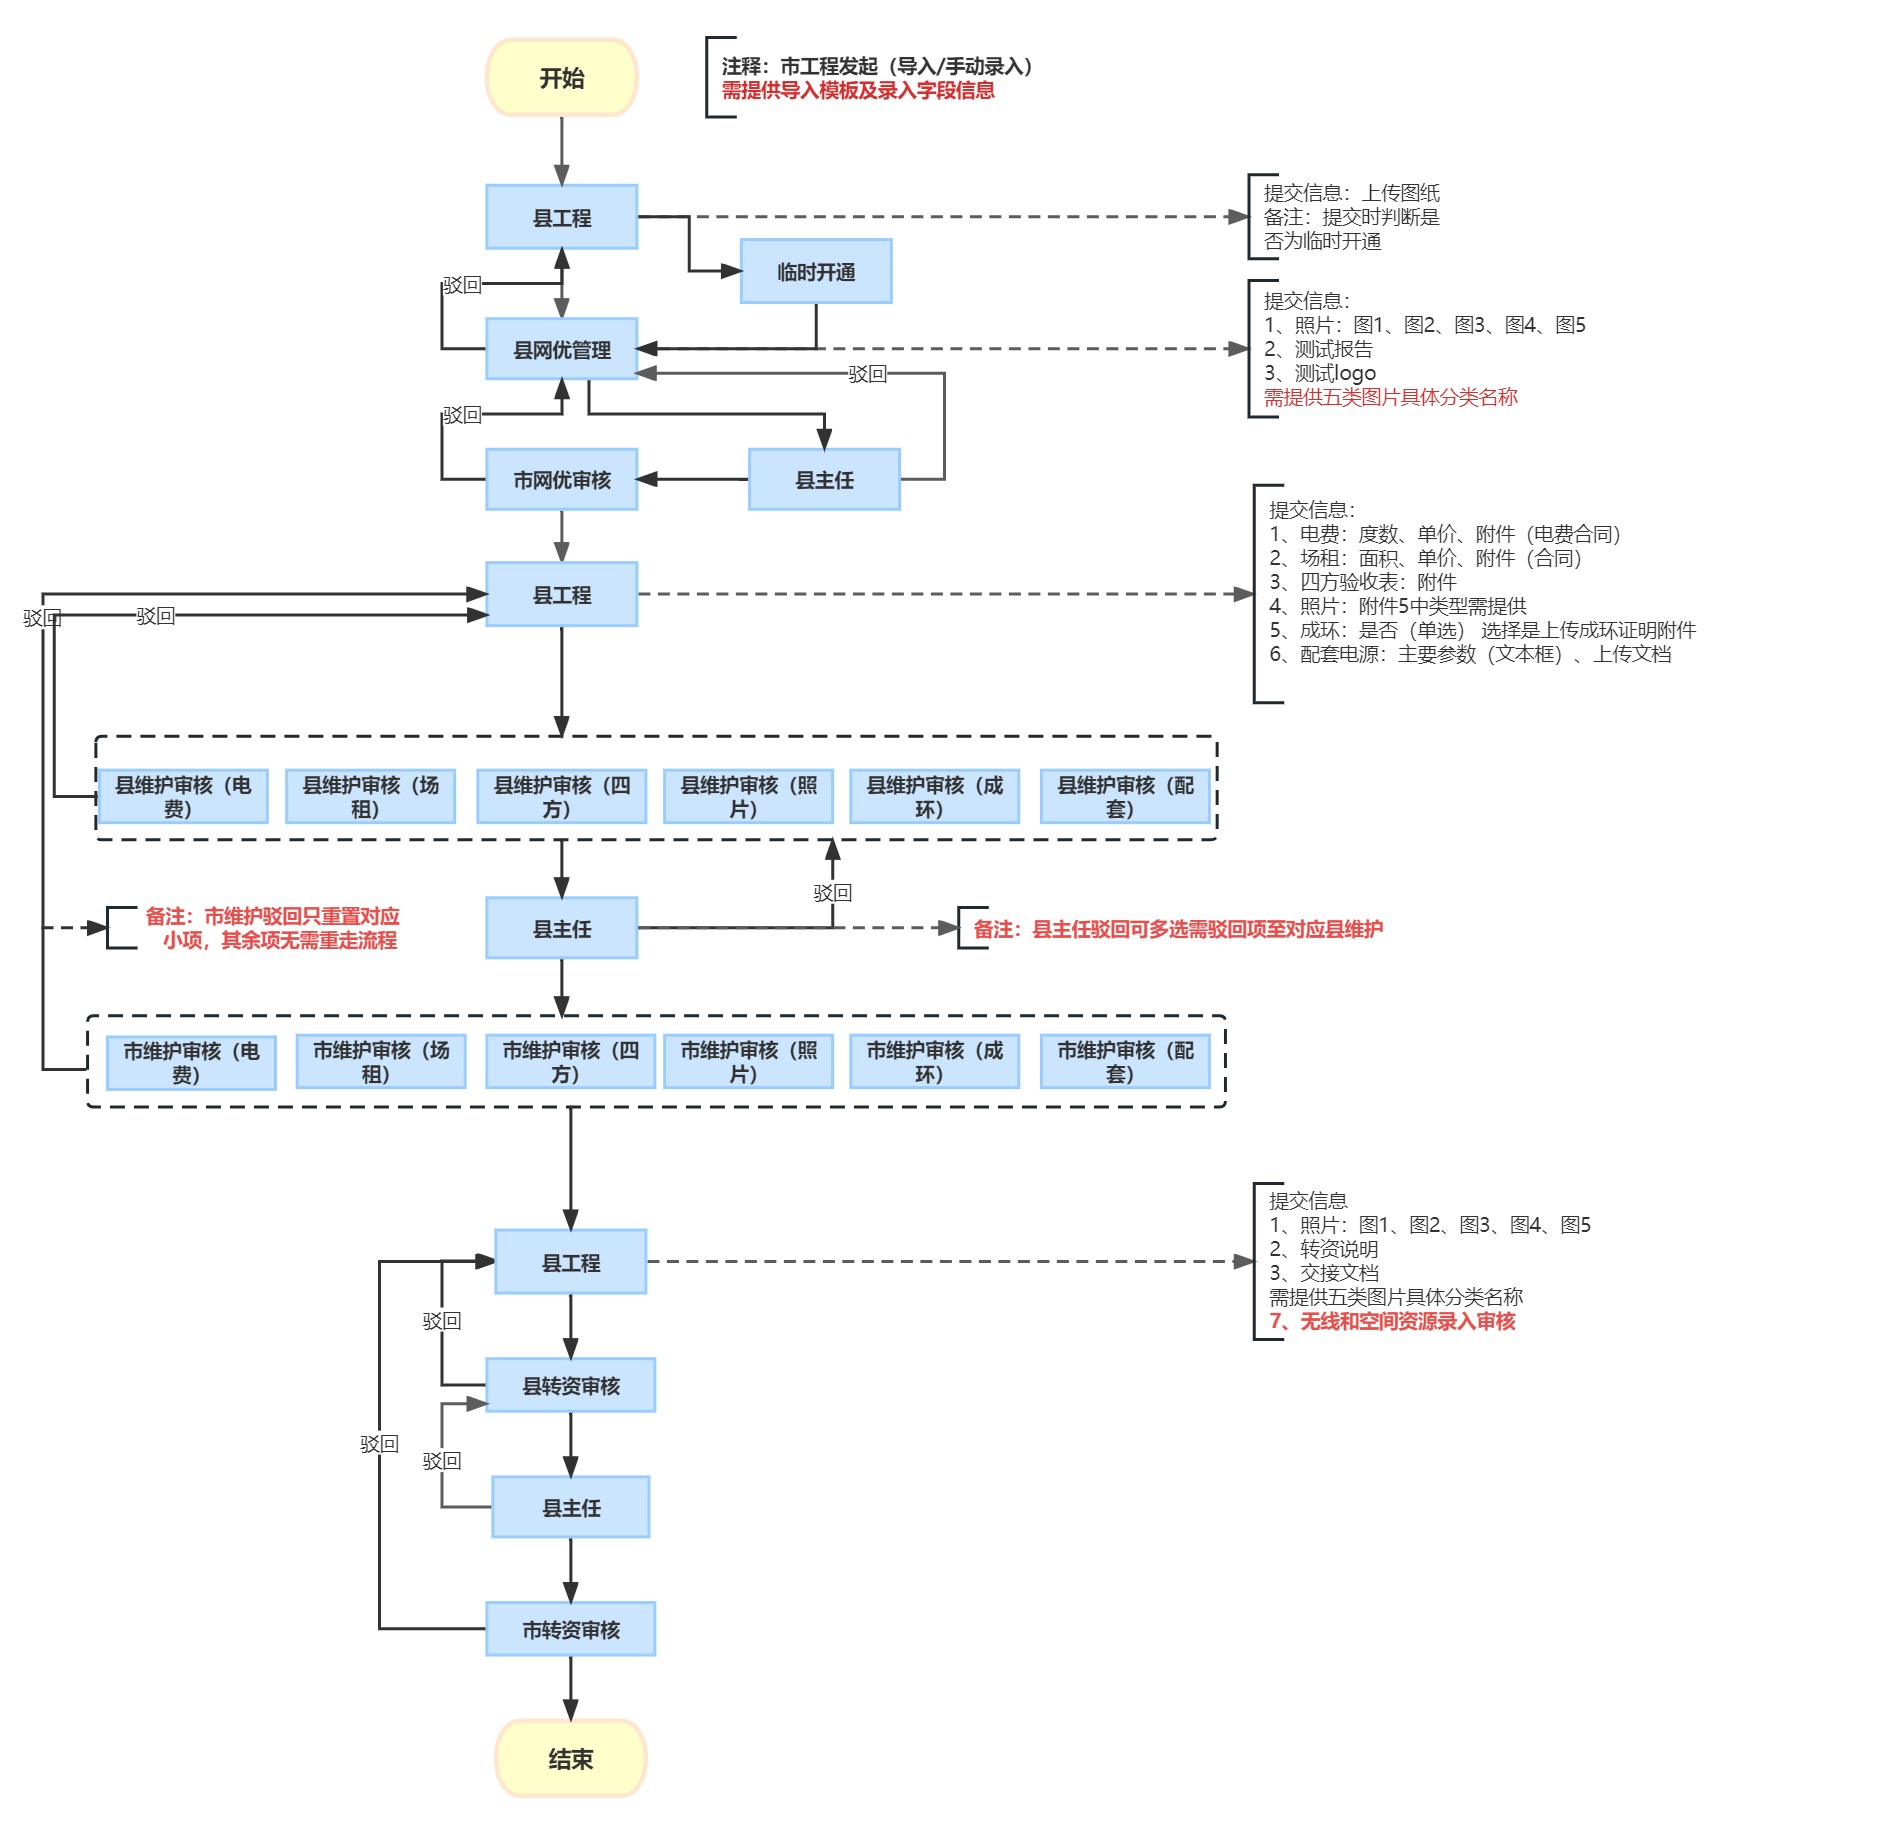 开始
注释：市工程发起（导入/手动录入）
需提供导入模板及录入字段信息
县工程
提交信息：上传图纸
备注：提交时判断是
否为临时开通
临时开通
驳回
县网优管理
提交信息：
1、照片：图1、图2、图3、图4、图5
2、测试报告
3、测试logo
需提供五类图片具体分类名称
驳回
驳回
市网优审核
县主任
县工程
提交信息：
1、电费：度数、单价、附件（电费合同）
2、场租：面积、单价、附件（合同）
3、四方验收表：附件
4、照片：附件5中类型需提供
5、成环：是否（单选） 选择是上传成环证明附件
6、配套电源：主要参数（文本框）、上传文档
驳回
驳回
县维护审核（电
费）
县维护审核（场
租）
县维护审核（四
方）
县维护审核（照
片）
县维护审核（成
环）
县维护审核（配
套）
驳回
备注：市维护驳回只重置对应
小项，其余项无需重走流程
县主任
备注：县主任驳回可多选需驳回项至对应县维护
市维护审核（电
费）
市维护审核（场
租）
市维护审核（四
方）
市维护审核（照
片）
市维护审核（成
环）
市维护审核（配
套）
县工程
提交信息
1、照片：图1、图2、图3、图4、图5
2、转资说明
3、交接文档
需提供五类图片具体分类名称
7、无线和空间资源录入审核
驳回
县转资审核
驳回
驳回
县主任
市转资审核
结束